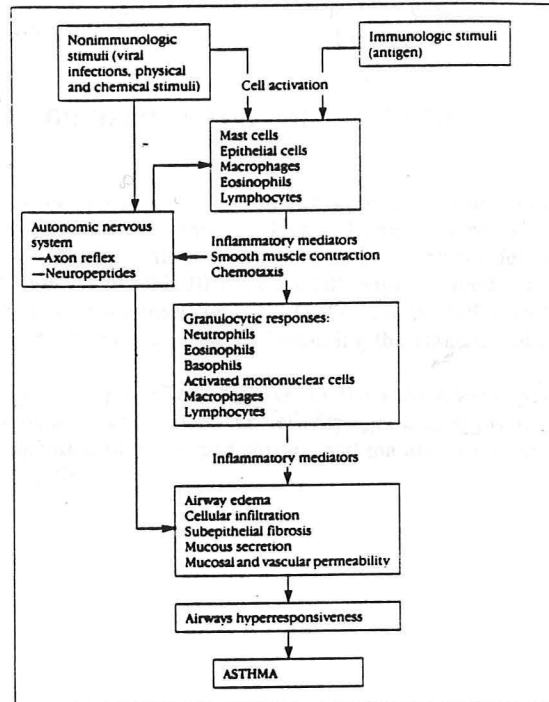 Nonimmunologic
stimuli (viral
infections, physical
and chemical stimuli)
Immunologic stimuli
(antigen)
Cell activation
Mast cells
Epithelial cells
Macrophages
Eosinophils
Lymphocytes
Autonomic nervous
system
—Axon reflex
—Neuropeptides
Inflammatory mediators
Smooth muscle contraction
Chemotaxis
Granulocytic responses:
Neutrophils
Eosinophils
Basophils
Activated mononuclear cells
Macrophages
Lymphocytes
Inflammatory mediators
Airway edema
Cellular infiltration
Subepithelial fibrosis
Mucous secretion
Mucosal and vascular permeability
Airways hyperresponsiveness
ASTHMA